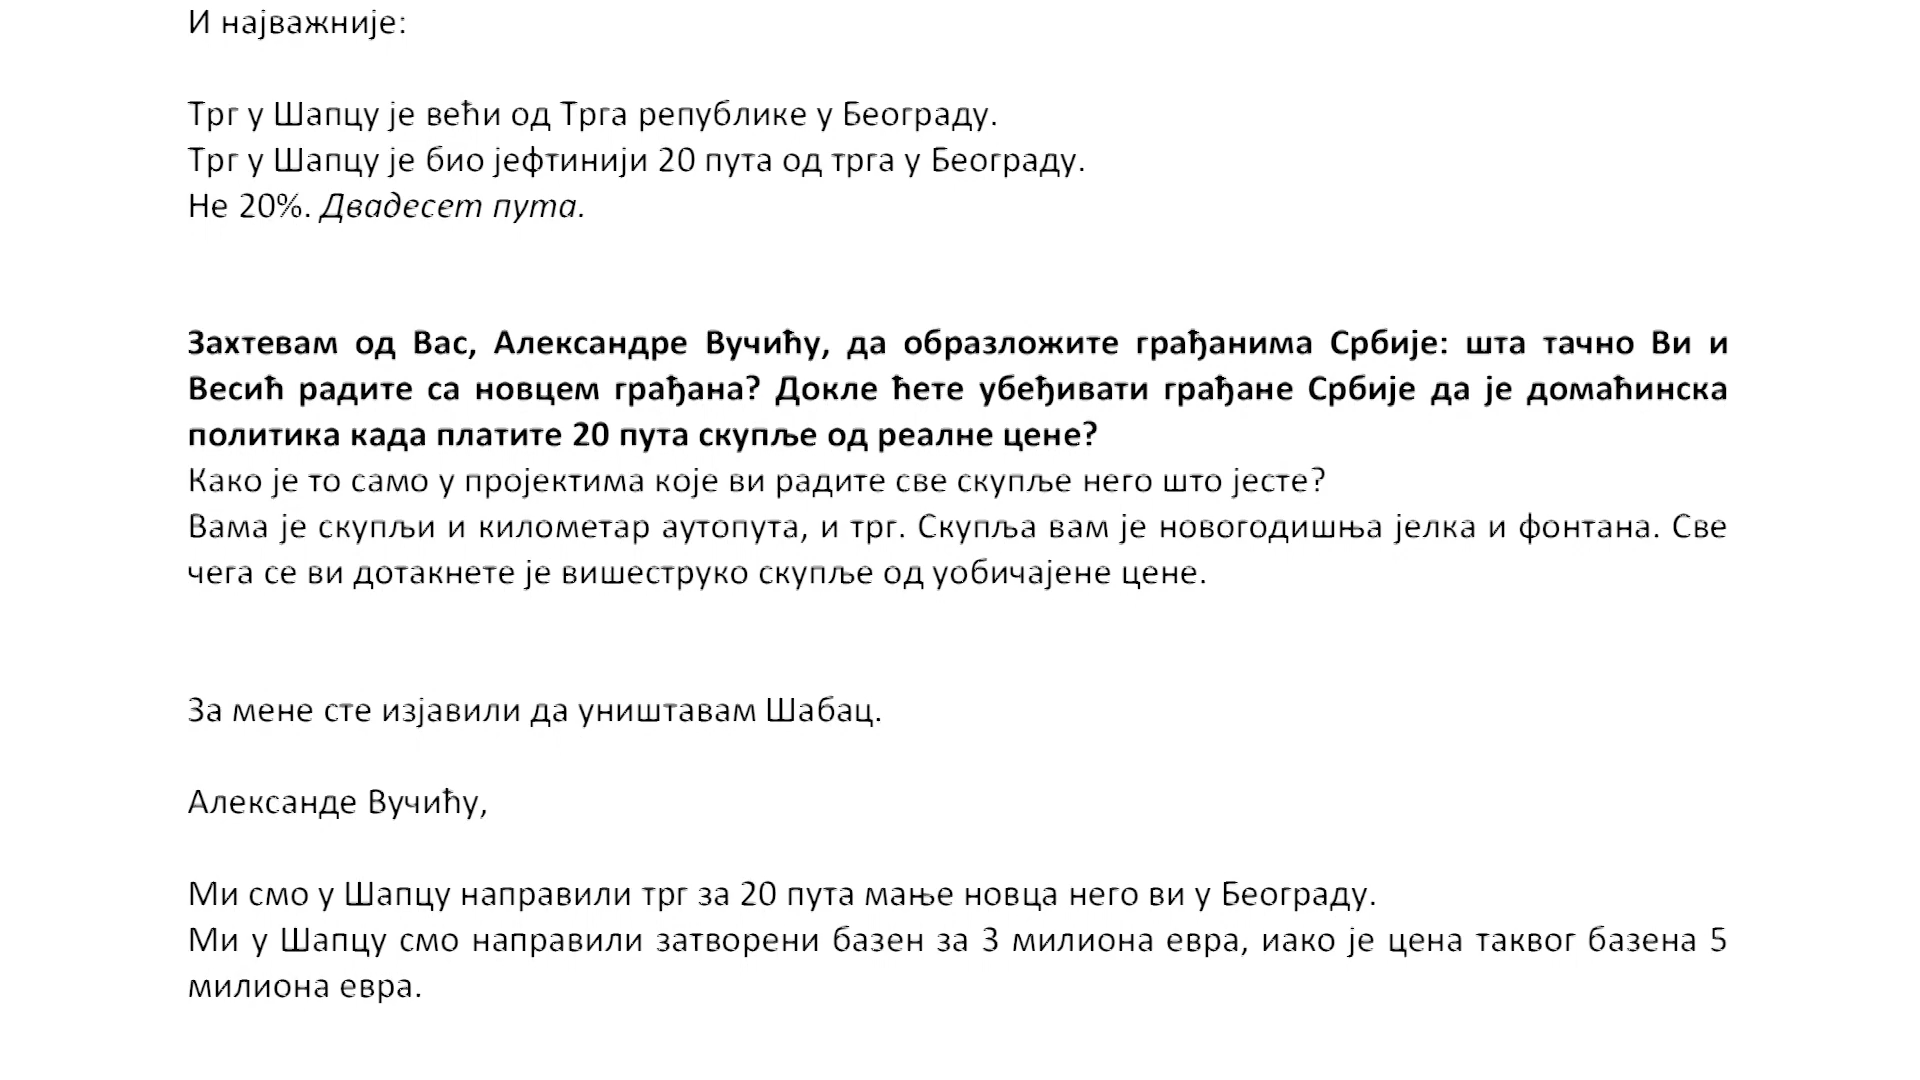 И најважније:
Трг у Шапцу је већи од Трга републике у Београду.
Трг у Шапцу је био јефтинији 20 пута од трга у Београду.
Не 20%. Двадесет пута.
Захтевам од Вас, Александре Вучићу, да образложите грађанима Србије: шта тачно Ви и
Весић радите са новцем грађана? Докле ћете убеђивати грађане Србије да је домаћинска
политика када платите 20 пута скупље од реалне цене?
Како је то само у пројектима које ви радите све скупље него што јесте?
Вама је скупљи и километар аутопута, и трг. Скупља вам је новогодишња јелка и фонтана. Све
чега се ви дотакнете је вишеструко скупље од уобичајене цене.
За мене сте изјавили да уништавам Шабац.
Александе Вучићу,
Ми смо у Шапцу направили трг за 20 пута мање новца него ви у Београду.
Ми у Шапцу смо направили затворени базен за 3 милиона евра, иако је цена таквог базена 5
милиона евра.